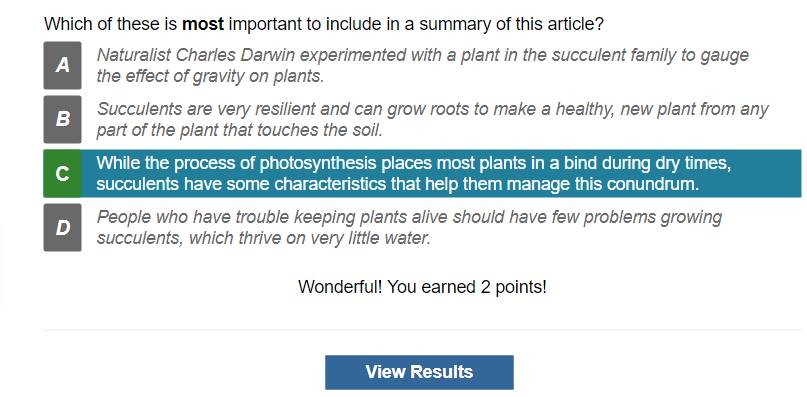 Which of these is most important to include in a summary of this article?
A
Naturalist Charles Darwin experimented with a plant in the succulent family to gauge
the effect of gravity on plants.
B
Succulents are very resilient and can grow roots to make a healthy, new plant from any
part of the plant that touches the soil.
C
While the process of photosynthesis places most plants in a bind during dry times,
succulents have some characteristics that help them manage this conundrum.
D
People who have trouble keeping plants alive should have few problems growing
succulents, which thrive on very little water.
Wonderful! You earned 2 points!
View Results